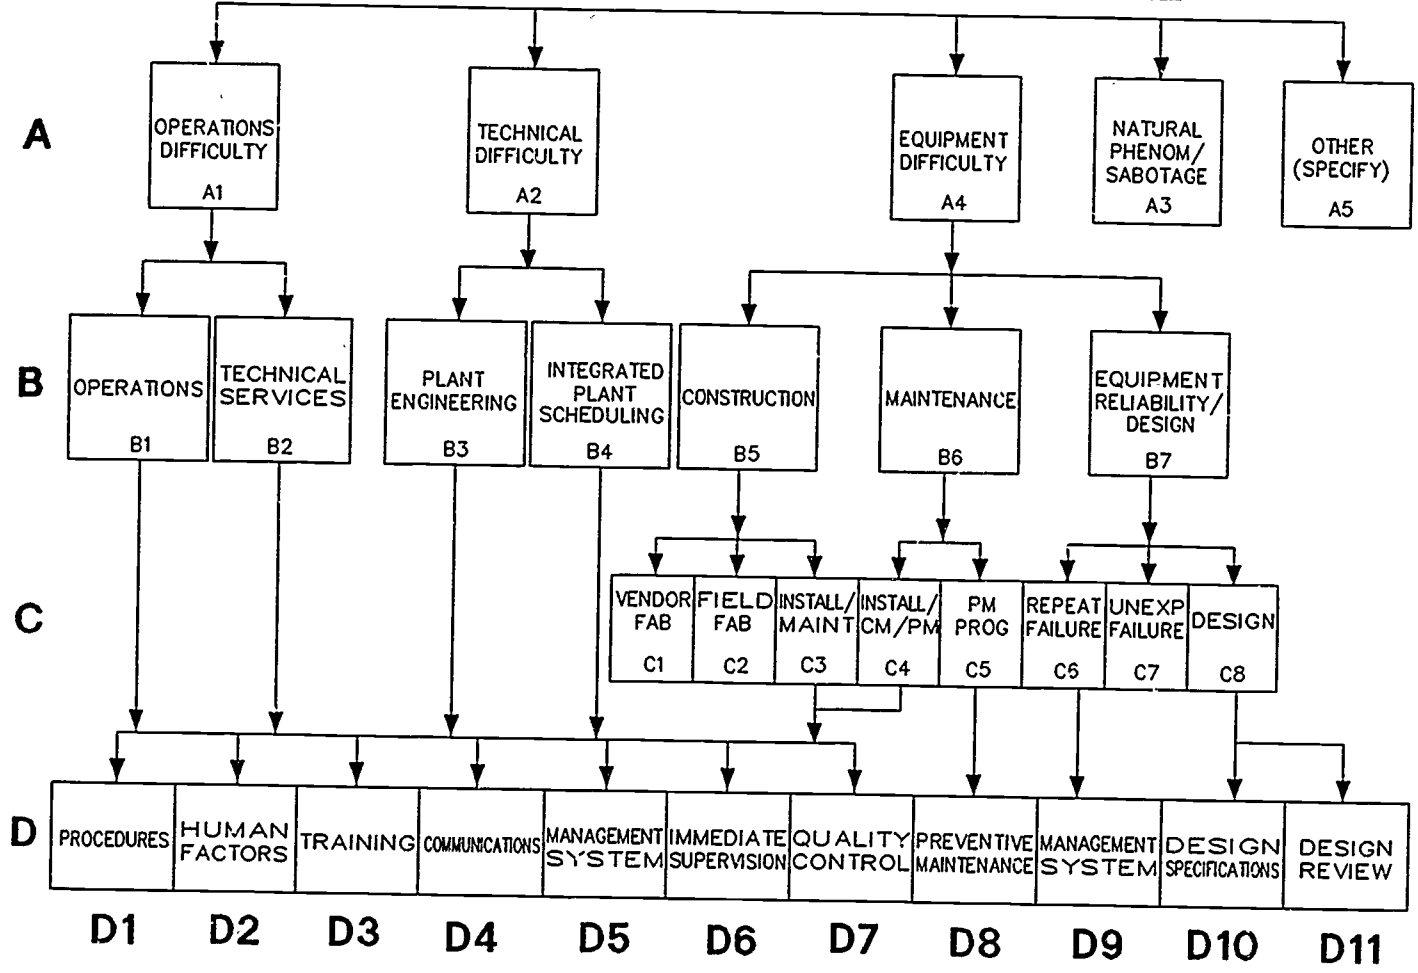 A
OPERATIONS
DIFFICULTY
A1
TECHNICAL
DIFFICULTY
A2
EQUIPMENT
DIFFICULTY
A4
NATURAL
PHENOM/
SABOTAGE
A3
OTHER
(SPECIFY)
A5
B
OPERATIONS
B1
TECHNICAL
SERVICES
B2
PLANT
ENGINEERING
B3
INTEGRATED
PLANT
SCHEDULING
B4
CONSTRUCTION
B5
MAINTENANCE
B6
EQUIPMENT
RELIABILITY/
DESIGN
B7
C
VENDOR
FAB
C1
FIELD
FAB
C2
INSTALL/
MAINT
C3
INSTALL/
CM/PM
C4
PM
PROG
C5
REPEAT
FAILURE
C6
UNEXP
FAILURE
C7
DESIGN
C8
D
PROCEDURES
HUMAN
FACTORS
TRAINING
COMMUNICATIONS
MANAGEMENT
SYSTEM
IMMEDIATE
SUPERVISION
QUALITY
CONTROL
PREVENTIVE
MAINTENANCE
MANAGEMENT
SYSTEM
DESIGN
SPECIFICATIONS
DESIGN
REVIEW
D1 D2 D3 D4 D5 D6 D7 D8 D9 D10 D11